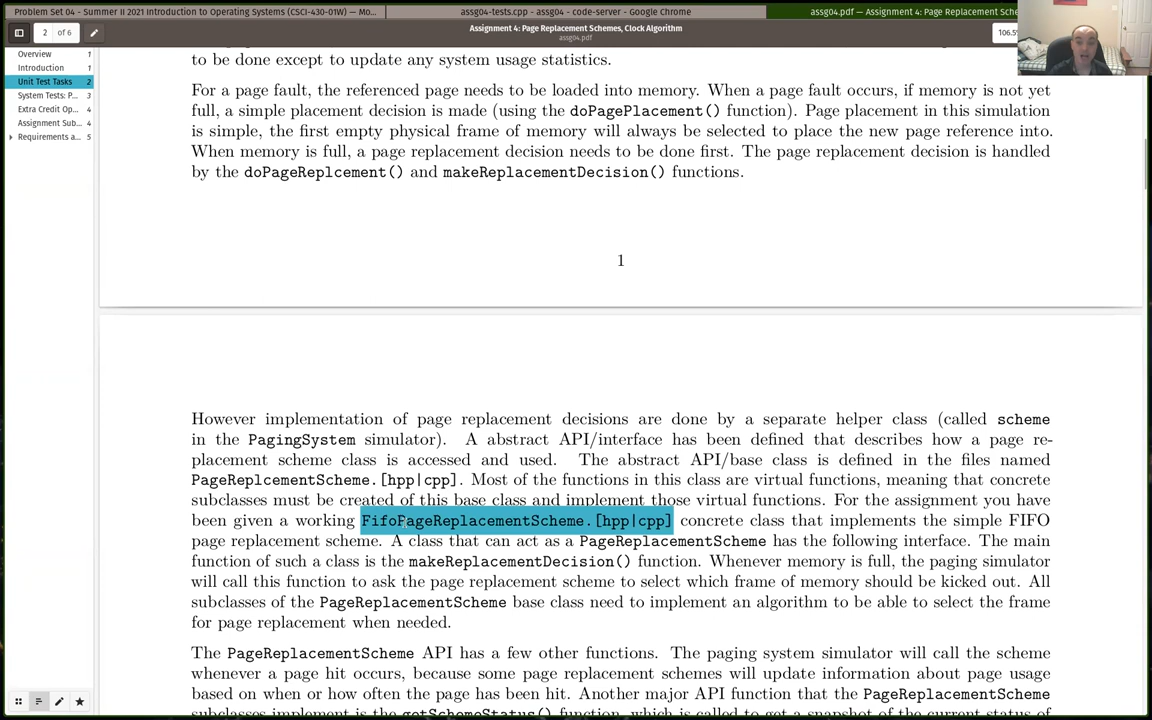 Problem Set 04 - Summer II 2021 Introduction to Operating Systems (CSCI-430-01W) — Mo...
assg04-tests.cpp - assg04 - code-server - Google Chrome
assg04.pdf — Assignment 4: Page Replacement Sche
2 of 6
Assignment 4: Page Replacement Schemes, Clock Algorithm
assg04.pdf
106.5
Overview 1
Introduction 1
Unit Test Tasks 2
System Tests: P... 3
Extra Credit Op... 4
Assignment Sub... 4
Requirements a... 5
to be done except to update any system usage statistics.
For a page fault, the referenced page needs to be loaded into memory. When a page fault occurs, if memory is not yet
full, a simple placement decision is made (using the doPagePlacement() function). Page placement in this simulation
is simple, the first empty physical frame of memory will always be selected to place the new page reference into.
When memory is full, a page replacement decision needs to be done first. The page replacement decision is handled
by the doPageReplcement() and makeReplacementDecision() functions.
1
However implementation of page replacement decisions are done by a separate helper class (called scheme
in the PagingSystem simulator). A abstract API/interface has been defined that describes how a page re-
placement scheme class is accessed and used. The abstract API/base class is defined in the files named
PageReplcementScheme.[hpp|cpp]. Most of the functions in this class are virtual functions, meaning that concrete
subclasses must be created of this base class and implement those virtual functions. For the assignment you have
been given a working FifoPageReplacementScheme.[hpp|cpp] concrete class that implements the simple FIFO
page replacement scheme. A class that can act as a PageReplacementScheme has the following interface. The main
function of such a class is the makeReplacementDecision() function. Whenever memory is full, the paging simulator
will call this function to ask the page replacement scheme to select which frame of memory should be kicked out. All
subclasses of the PageReplacementScheme base class need to implement an algorithm to be able to select the frame
for page replacement when needed.
The PageReplacementScheme API has a few other functions. The paging system simulator will call the scheme
whenever a page hit occurs, because some page replacement schemes will update information about page usage
based on when or how often the page has been hit. Another major API function that the PageReplacementScheme
subclasses implement is the getSchemeStatus() function, which is called to get a snapshot of the current status of